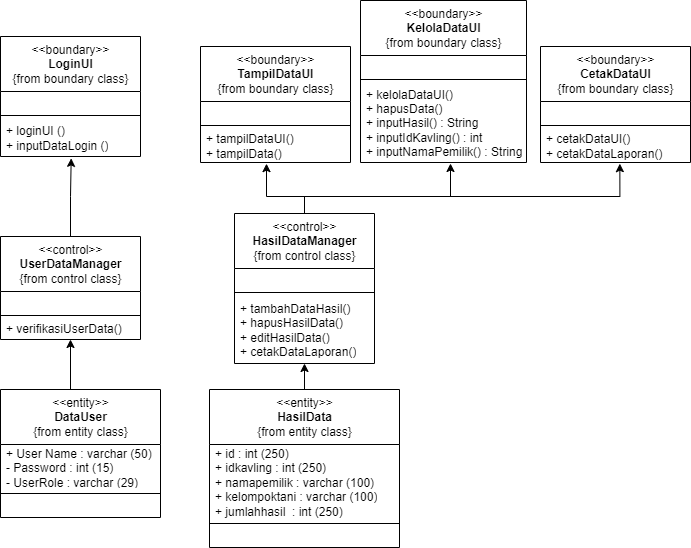 <<boundary>>
LoginUI
{from boundary class}
+ loginUI ()
+ inputDataLogin ()
<<boundary>>
TampilDataUI
{from boundary class}
+ tampilDataUI()
+ tampilData()
<<boundary>>
KelolaDataUI
{from boundary class}
+ kelolaDataUI()
+ hapusData()
+ inputHasil() : String
+ inputIdKavling() : int
+ inputNamaPemilik() : String
<<boundary>>
CetakDataUI
{from boundary class}
+ cetakDataUI()
+ cetakDataLaporan()
<<control>>
UserDataManager
{from control class}
+ verifikasiUserData()
<<control>>
HasilDataManager
{from control class}
+ tambahDataHasil()
+ hapusHasilData()
+ editHasilData()
+ cetakDataLaporan()
<<entity>>
DataUser
{from entity class}
+ User Name : varchar (50)
- Password : int (15)
- UserRole : varchar (29)
<<entity>>
HasilData
{from entity class}
+ id : int (250)
+ idkavling : int (250)
+ namapemilik : varchar (100)
+ kelompoktani : varchar (100)
+ jumlahhasil : int (250)